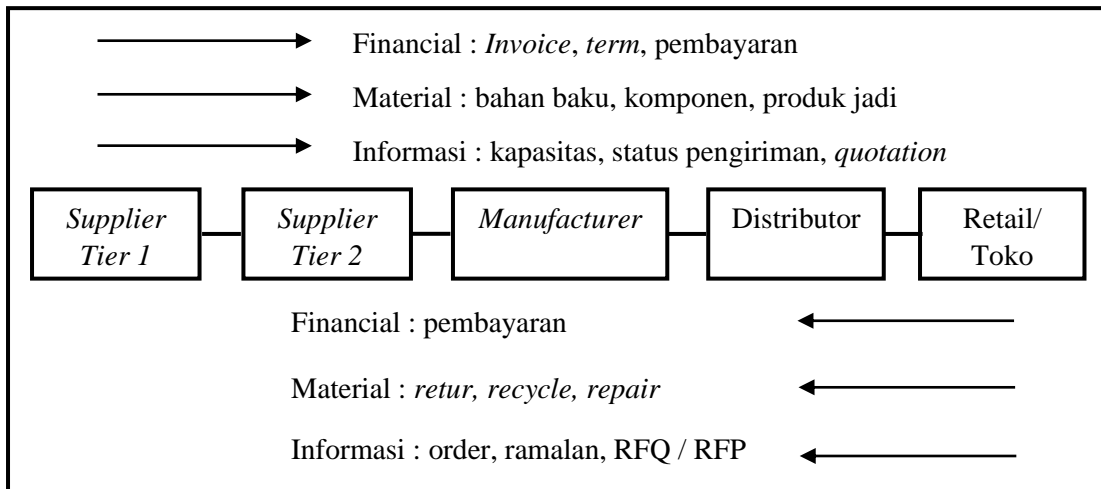 Financial : Invoice, term, pembayaran
Material : bahan baku, komponen, produk jadi
Informasi : kapasitas, status pengiriman, quotation
Supplier
Tier 1
Supplier
Tier 2
Manufacturer
Distributor
Retail/
Toko
Financial : pembayaran
Material : retur, recycle, repair
Informasi : order, ramalan, RFQ / RFP